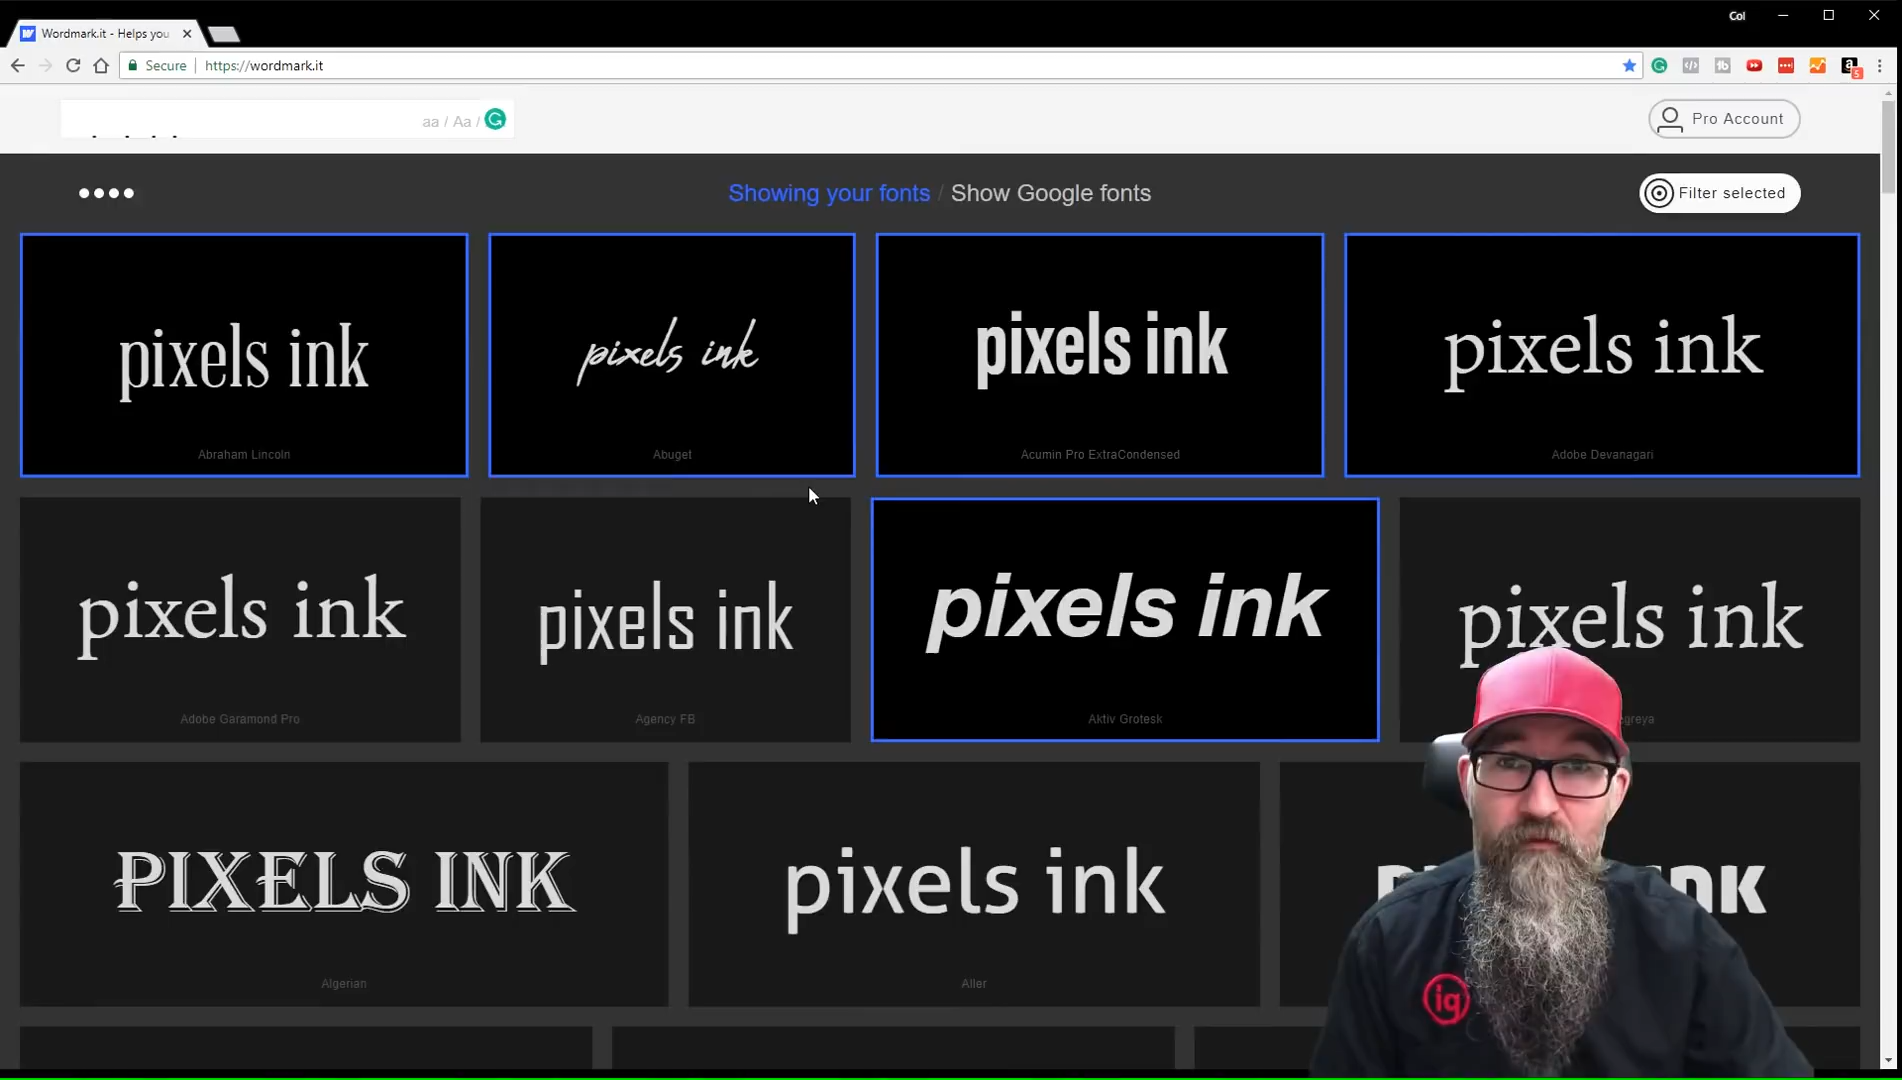 Col
Wordmark.it - Helps you
Secure
https://wordmark.it
5
aa / Aa /
Pro Account
Showing your fonts / Show Google fonts
Filter selected
pixels ink
Abraham Lincoln
pixels ink
Abuget
pixels ink
Acumin Pro ExtraCondensed
pixels ink
Adobe Devanagari
pixels ink
Adobe Garamond Pro
pixels ink
Agency FB
pixels ink
Aktiv Grotesk
pixels ink
PIXELS INK
Algerian
pixels ink
Aller
iq